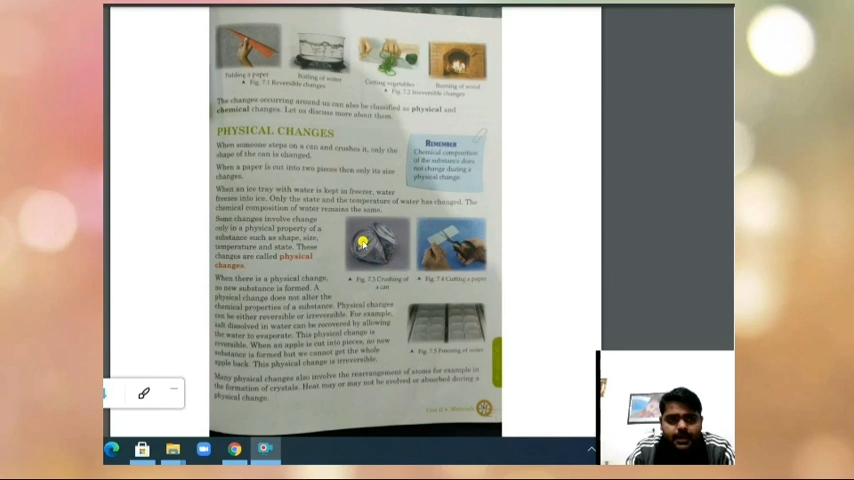 Folding a paper
Boiling of water
▲ Fig. 7.1 Reversible changes
Cutting vegetables
Burning of wood
▲ Fig. 7.2 Irreversible changes
The changes occurring around us can also be classified as physical and
chemical changes. Let us discuss more about them.
PHYSICAL CHANGES
When someone steps on a can and crushes it, only the
shape of the can is changed.
When a paper is cut into two pieces then only its size
changes.
REMEMBER
Chemical composition
of the substance does
not change during a
physical change.
When an ice tray with water is kept in freezer, water
freezes into ice. Only the state and the temperature of water has changed. The
chemical composition of water remains the same.
Some changes involve change
only in a physical property of a
substance such as shape, size,
temperature and state. These
changes are called physical
changes.
▲ Fig. 7.3 Crushing of
a can
▲ Fig. 7.4 Cutting a paper
When there is a physical change,
no new substance is formed. A
physical change does not alter the
chemical properties of a substance. Physical changes
can be either reversible or irreversible. For example,
salt dissolved in water can be recovered by allowing
the water to evaporate. This physical change is
reversible. When an apple is cut into pieces, no new
substance is formed but we cannot get the whole
apple back. This physical change is irreversible.
▲ Fig. 7.5 Freezing of water
Many physical changes also involve the rearrangement of atoms for example in
the formation of crystals. Heat may or may not be evolved or absorbed during a
physical change.
Unit II • Materials